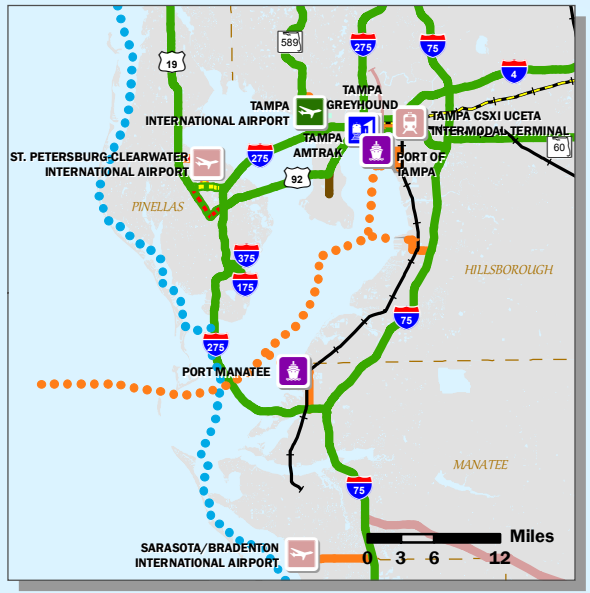 589
275
75
19
4
TAMPA
GREYHOUND
TAMPA
INTERNATIONAL AIRPORT
TAMPA CSXI UCETA
INTERMODAL TERMINAL
TAMPA
AMTRAK
60
ST. PETERSBURG-CLEARWATER
INTERNATIONAL AIRPORT
275
PORT OF
TAMPA
92
PINELLAS
375
HILLSBOROUGH
175
75
275
PORT MANATEE
MANATEE
75
SARASOTA/BRADENTON
INTERNATIONAL AIRPORT
Miles
0 3 6 12